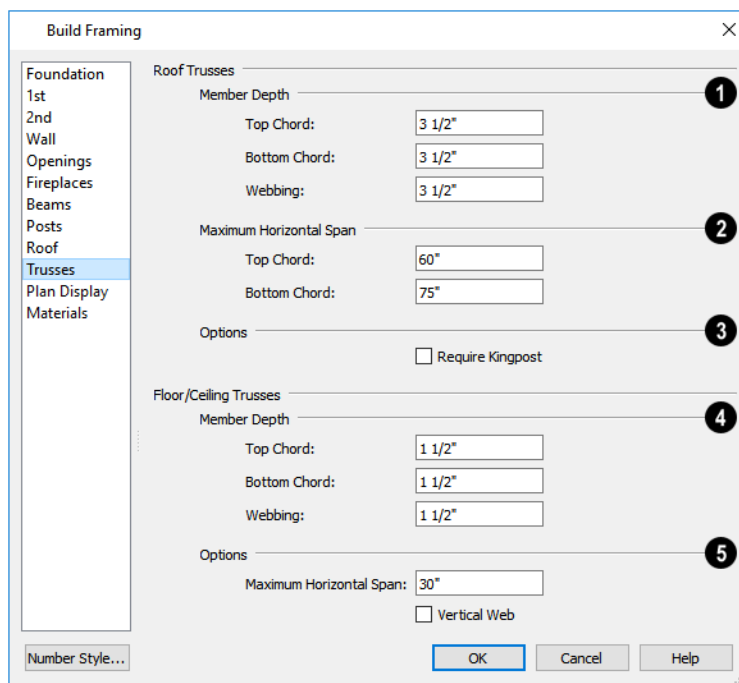 Build Framing
Foundation
1st
2nd
Wall
Openings
Fireplaces
Beams
Posts
Roof
Trusses
Plan Display
Materials
Number Style...
Roof Trusses
Member Depth
1
Top Chord: 3 1/2"
Bottom Chord: 3 1/2"
Webbing: 3 1/2"
Maximum Horizontal Span
2
Top Chord: 60"
Bottom Chord: 75"
Options
3
Require Kingpost
Floor/Ceiling Trusses
Member Depth
4
Top Chord: 1 1/2"
Bottom Chord: 1 1/2"
Webbing: 1 1/2"
Options
5
Maximum Horizontal Span: 30"
Vertical Web
OK Cancel Help